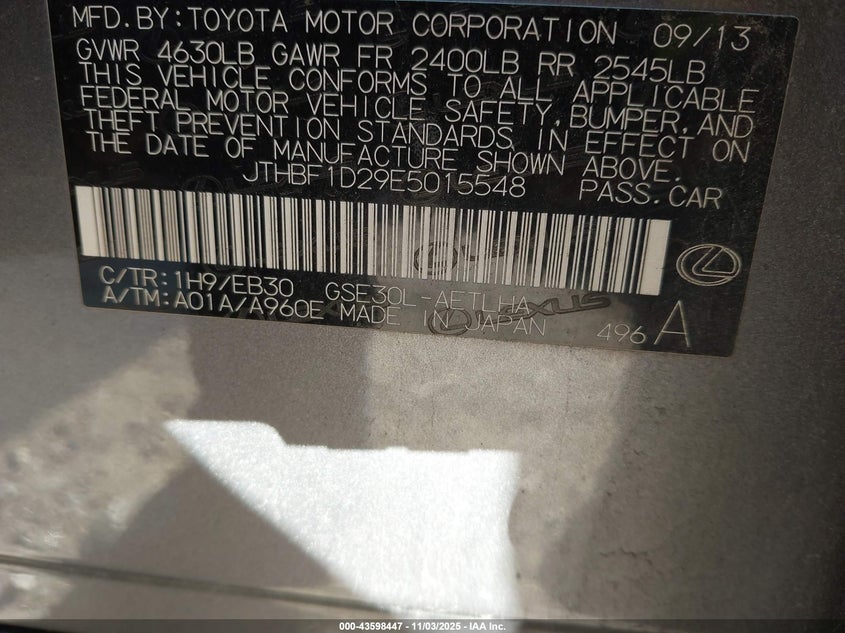 MFD.BY:TOYOTA MOTOR CORPORATION 09/13
GVWR 4630LB GAWR FR 2400LB RR 2545LB
THIS VEHICLE CONFORMS TO ALL APPLICABLE
FEDERAL MOTOR VEHICLE SAFETY,BUMPER,AND
THEFT PREVENTION STANDARDS IN EFFECT ON
THE DATE OF MANUFACTURE SHOWN ABOVE.
JTHBF1D29E5015548 PASS.CAR
C/TR:1H9/EB30 GSE30L-AETLHA
A/TM:A01A/A960E MADE IN JAPAN 496 A
LEXUS
000-43598447 - 11/03/2025 - IAA Inc.